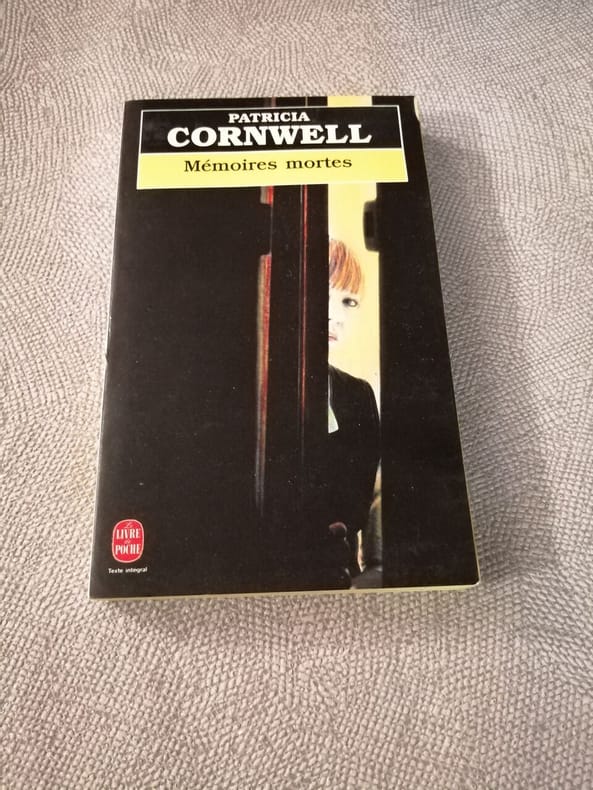 PATRICIA
CORNWELL
Mémoires mortes
Le
LIVRE
de
POCHE
Texte intégral